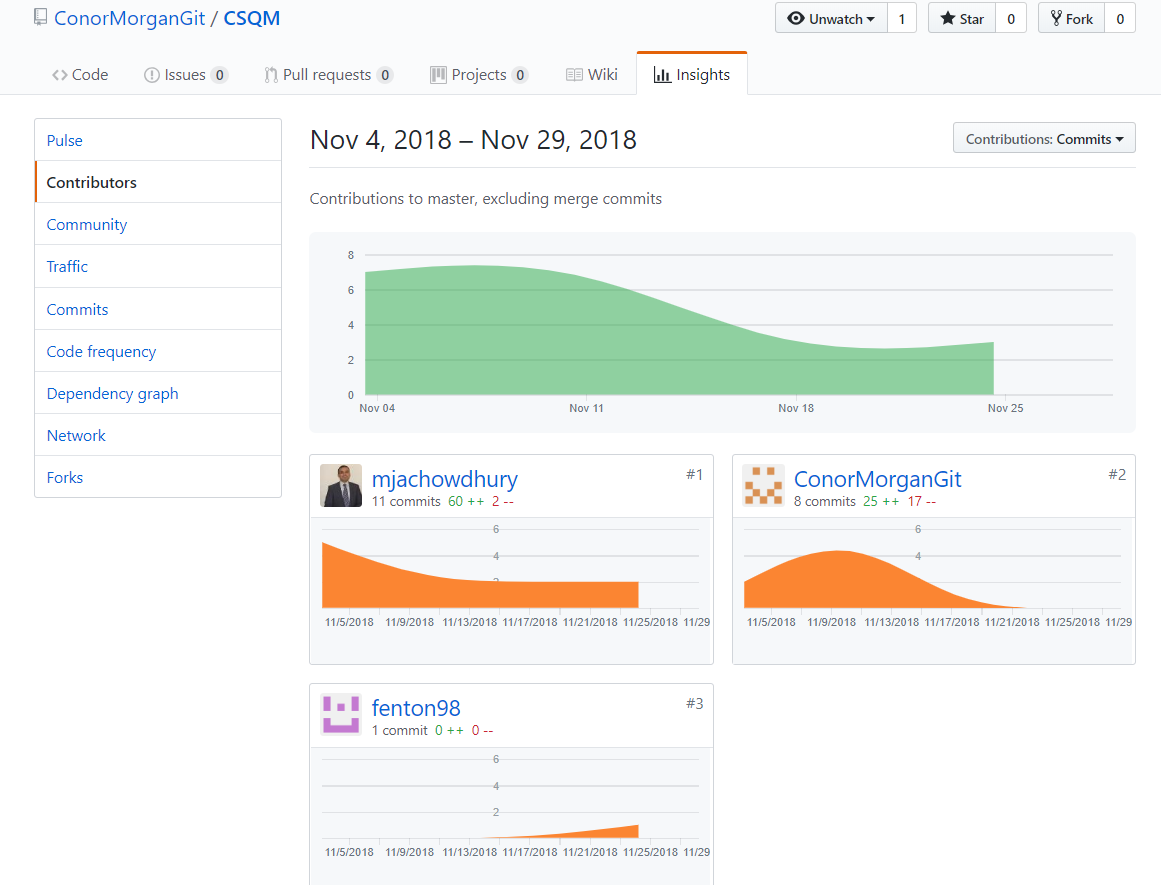 ConorMorganGit / CSQM
Unwatch 1 Star 0 Fork 0
Code Issues 0 Pull requests 0 Projects 0 Wiki Insights
Pulse
Contributors
Community
Traffic
Commits
Code frequency
Dependency graph
Network
Forks
Nov 4, 2018 – Nov 29, 2018
Contributions: Commits
Contributions to master, excluding merge commits
8
6
4
2
0
Nov 04 Nov 11 Nov 18 Nov 25
mjachowdhury #1
11 commits 60 ++ 2 --
6
4
2
11/5/2018 11/9/2018 11/13/2018 11/17/2018 11/21/2018 11/25/2018 11/29
ConorMorganGit #2
8 commits 25 ++ 17 --
6
4
11/5/2018 11/9/2018 11/13/2018 11/17/2018 11/21/2018 11/25/2018 11/29
fenton98 #3
1 commit 0 ++ 0 --
6
4
2
11/5/2018 11/9/2018 11/13/2018 11/17/2018 11/21/2018 11/25/2018 11/29